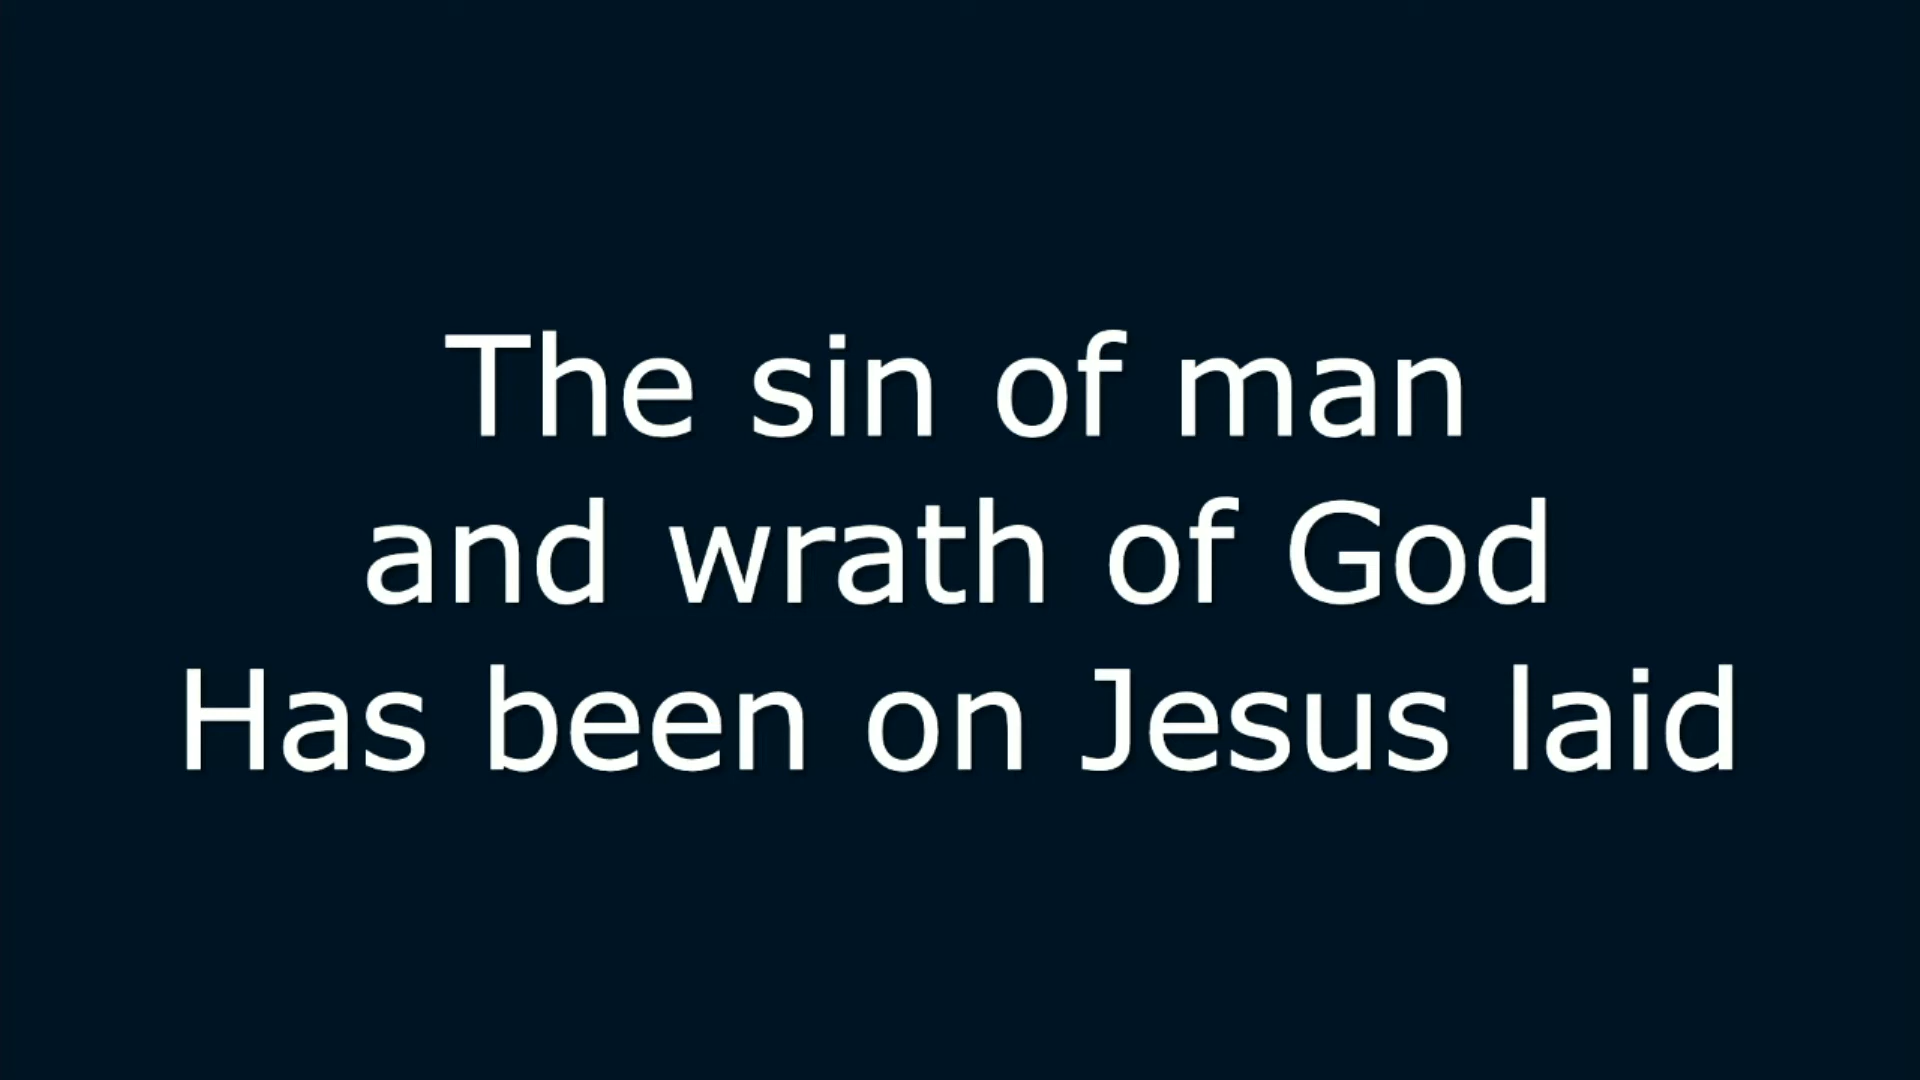 The sin of man
and wrath of God
Has been on Jesus laid